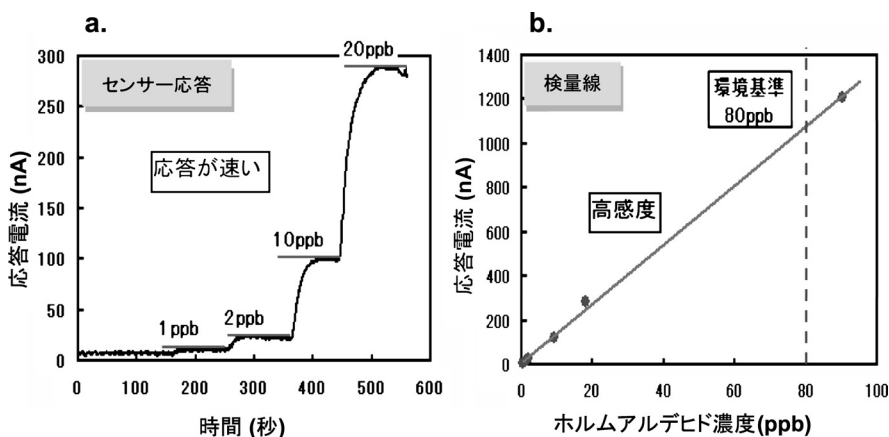 a.
300
250
200
150
100
50
0
応答電流 (nA)
センサー応答
応答が速い
1ppb
2ppb
10ppb
20ppb
0 100 200 300 400 500 600
時間 (秒)
b.
1400
1200
1000
800
600
400
200
0
応答電流 (nA)
検量線
環境基準
80ppb
高感度
0 20 40 60 80 100
ホルムアルデヒド濃度(ppb)